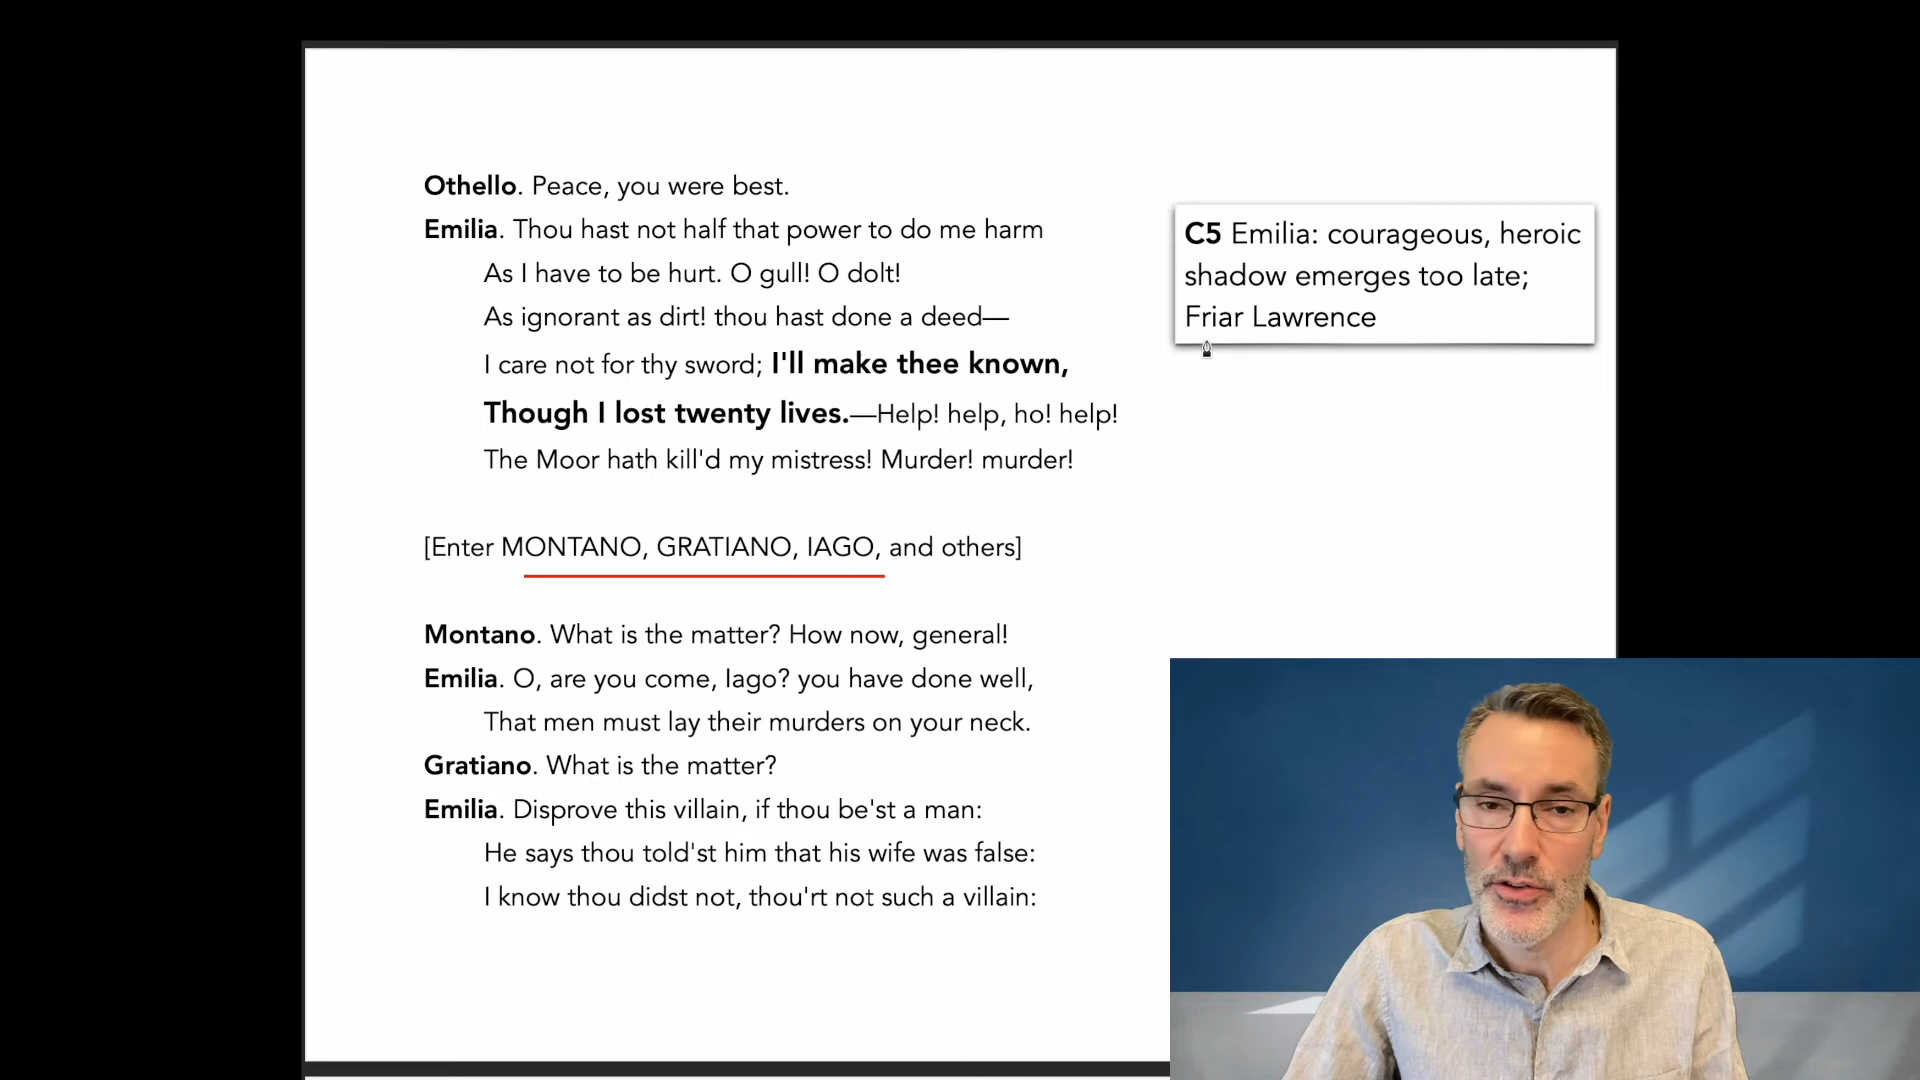 Othello. Peace, you were best.
Emilia. Thou hast not half that power to do me harm
As I have to be hurt. O gull! O dolt!
As ignorant as dirt! thou hast done a deed—
I care not for thy sword; I'll make thee known,
Though I lost twenty lives.—Help! help, ho! help!
The Moor hath kill'd my mistress! Murder! murder!
[Enter MONTANO, GRATIANO, IAGO, and others]
Montano. What is the matter? How now, general!
Emilia. O, are you come, Iago? you have done well,
That men must lay their murders on your neck.
Gratiano. What is the matter?
Emilia. Disprove this villain, if thou be'st a man:
He says thou told'st him that his wife was false:
I know thou didst not, thou'rt not such a villain:
C5 Emilia: courageous, heroic
shadow emerges too late;
Friar Lawrence